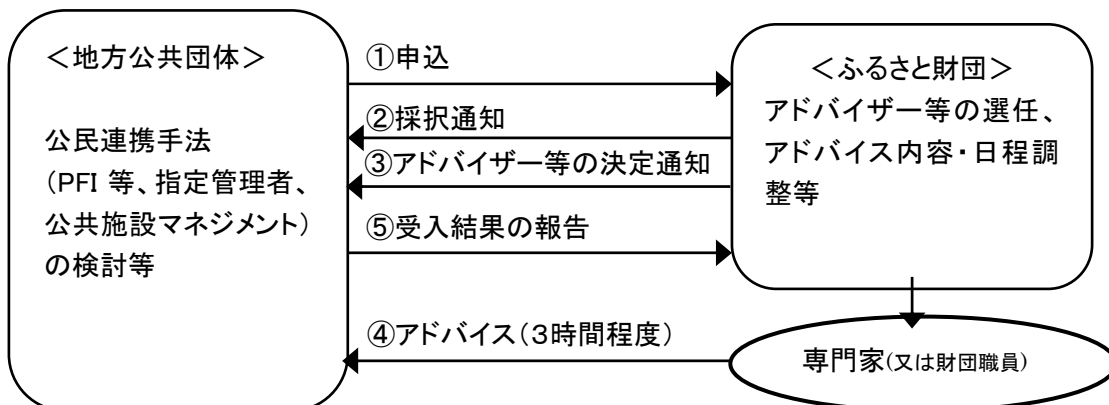 ＜地方公共団体＞
公民連携手法
(PFI 等、指定管理者、
公共施設マネジメント)
の検討等
①申込
②採択通知
③アドバイザー等の決定通知
⑤受入結果の報告
④アドバイス(3時間程度)
＜ふるさと財団＞
アドバイザー等の選任、
アドバイス内容・日程調
整等
専門家(又は財団職員)